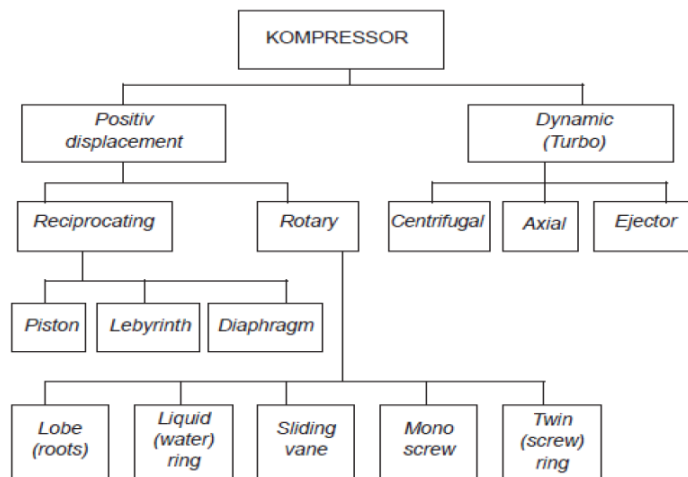 KOMPRESSOR
Positiv
displacement
Dynamic
(Turbo)
Reciprocating
Rotary
Centrifugal
Axial
Ejector
Piston
Lebyrinth
Diaphragm
Lobe
(roots)
Liquid
(water)
ring
Sliding
vane
Mono
screw
Twin
(screw)
ring